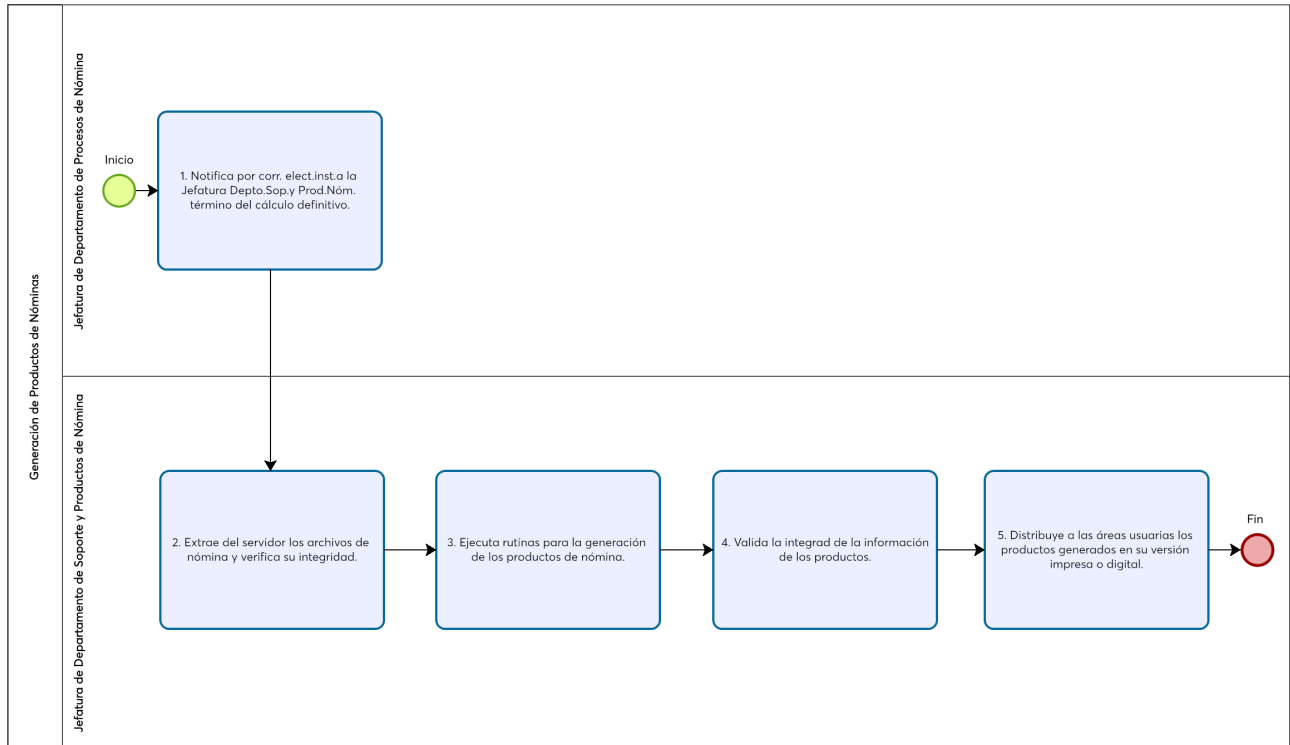 Generación de Productos de Nóminas
Jefatura de Departamento de Procesos de Nómina
Inicio
1. Notifica por corr. elect.inst.a la
Jefatura Depto.Sop.y Prod.Nóm.
término del cálculo definitivo.
Jefatura de Departamento de Soporte y Productos de Nómina
2. Extrae del servidor los archivos de
nómina y verifica su integridad.
3. Ejecuta rutinas para la generación
de los productos de nómina.
4. Valida la integrad de la información
de los productos.
5. Distribuye a las áreas usuarias los
productos generados en su versión
impresa o digital.
Fin